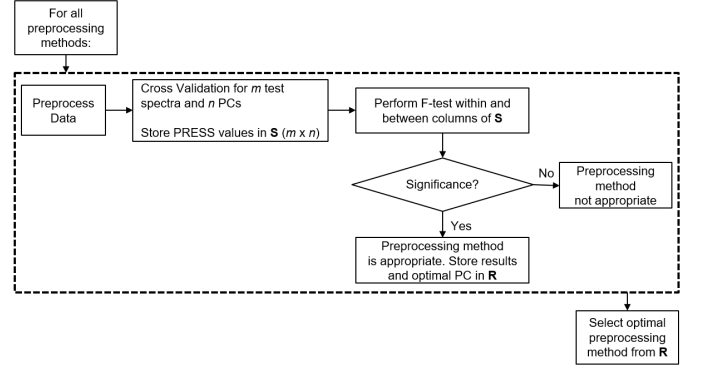 For all
preprocessing
methods:
Preprocess
Data
Cross Validation for m test
spectra and n PCs
Store PRESS values in S (m x n)
Perform F-test within and
between columns of S
Significance?
No
Preprocessing
method
not appropriate
Yes
Preprocessing method
is appropriate. Store results
and optimal PC in R
Select optimal
preprocessing
method from R